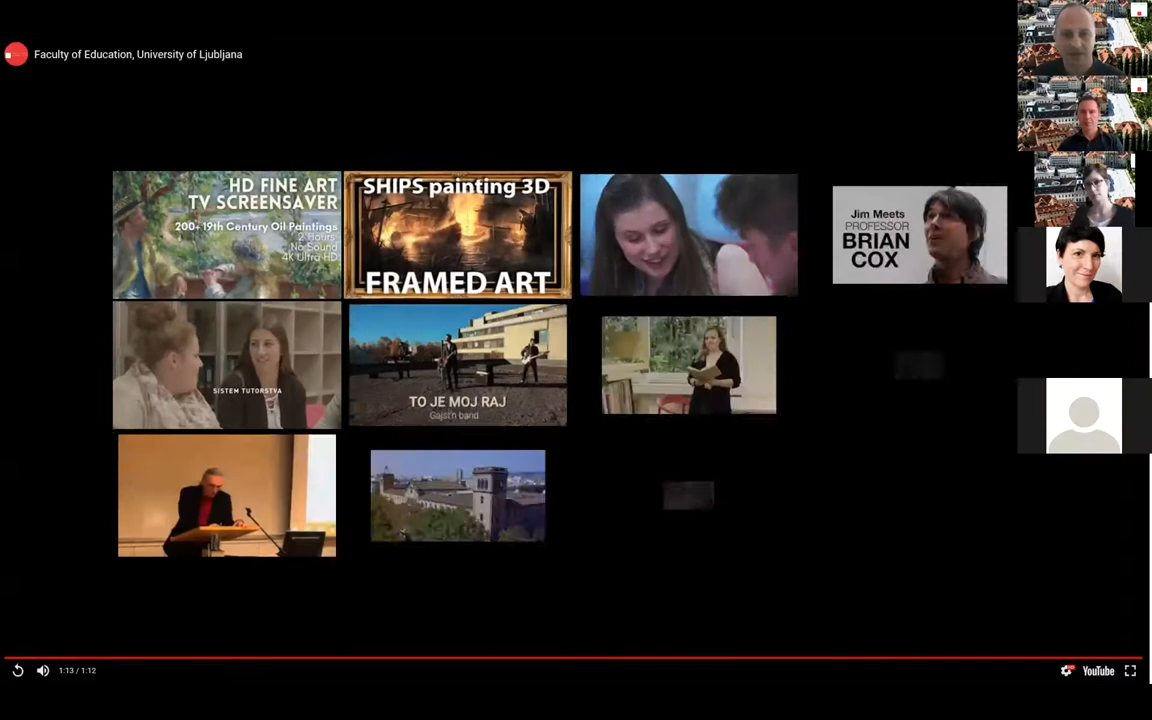 Faculty of Education, University of Ljubljana
HD FINE ART
TV SCREENSAVER
200+ 19th Century Oil Paintings
2 Hours
No Sound
4K Ultra HD
SHIPS painting 3D
FRAMED ART
Jim Meets
PROFESSOR
BRIAN
COX
SISTEM TUTORSTVA
TO JE MOJ RAJ
Gajst'n band
1:13 / 1:12
YouTube